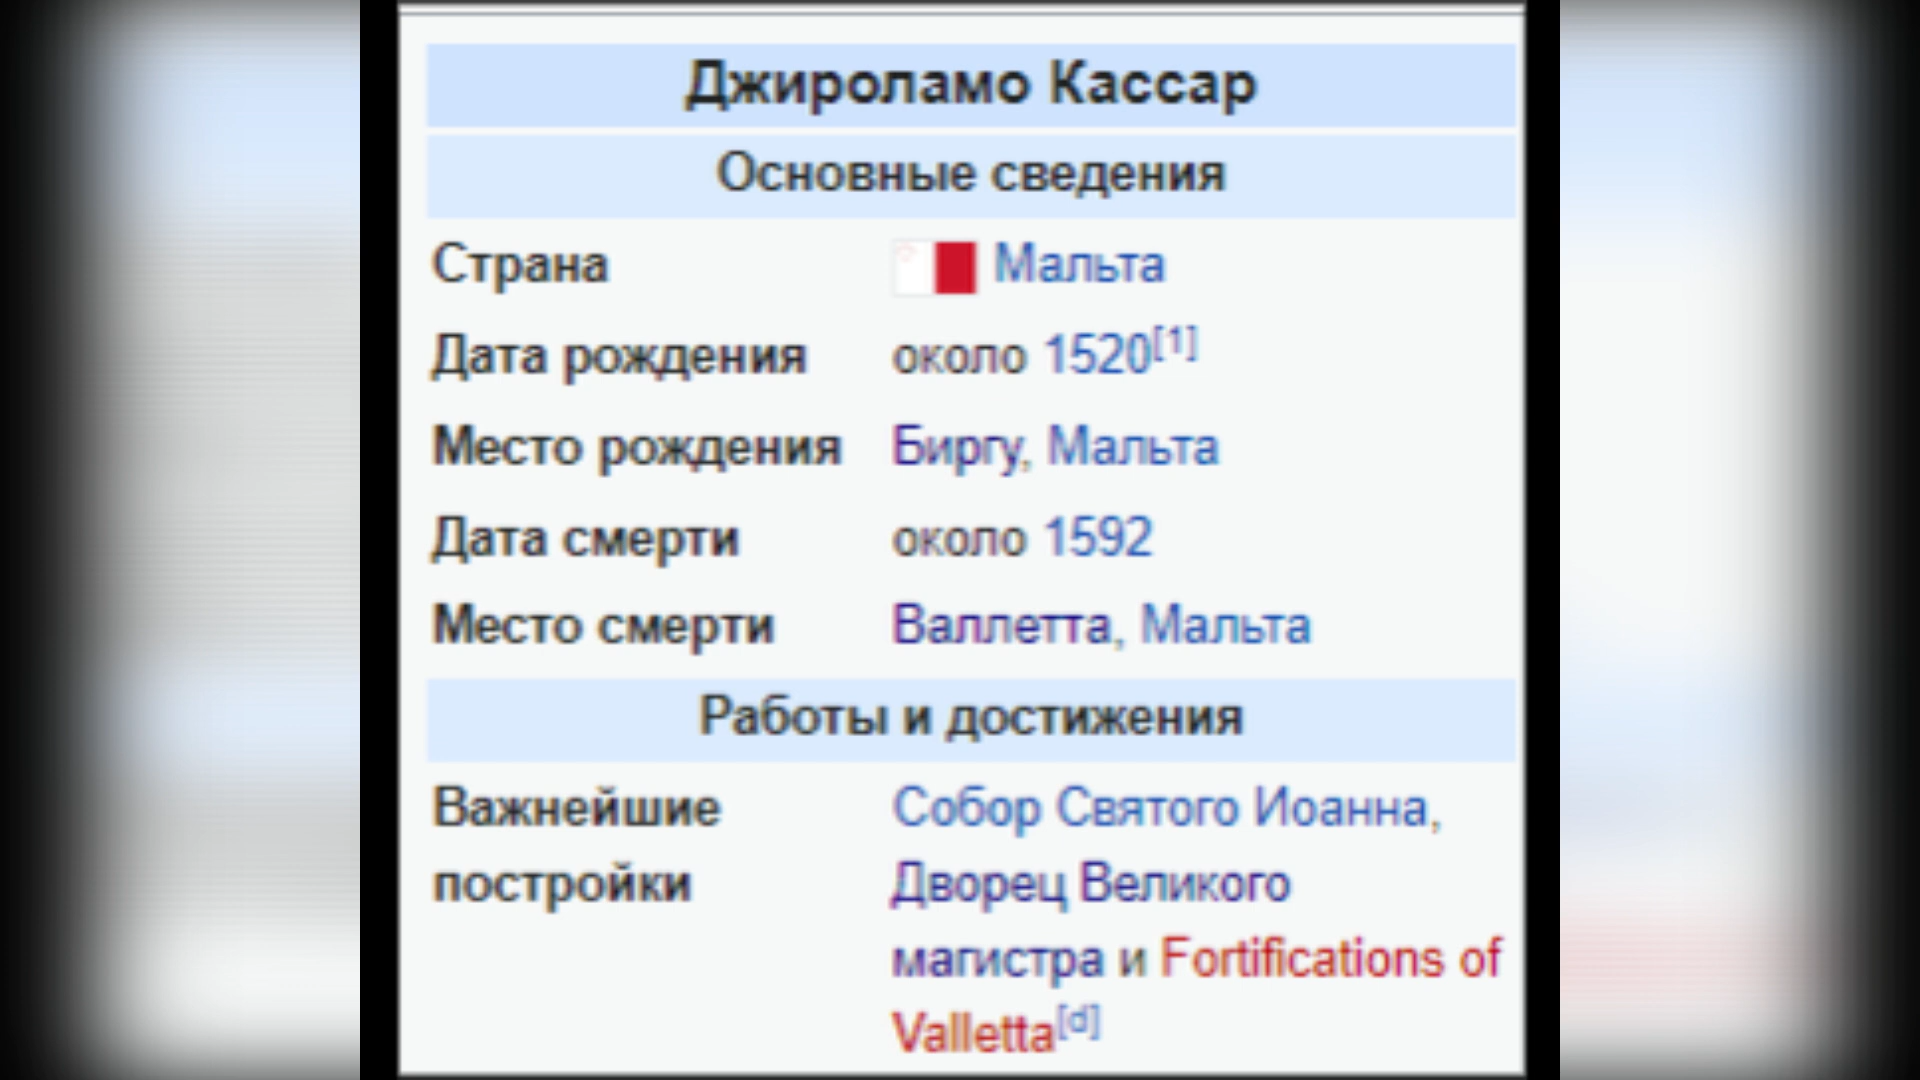 Джироламо Кассар
Основные сведения
Страна Мальта
Дата рождения около 1520[1]
Место рождения Биргу, Мальта
Дата смерти около 1592
Место смерти Валлетта, Мальта
Работы и достижения
Важнейшие постройки Собор Святого Иоанна,
Дворец Великого
магистра и Fortifications of
Valletta[d]